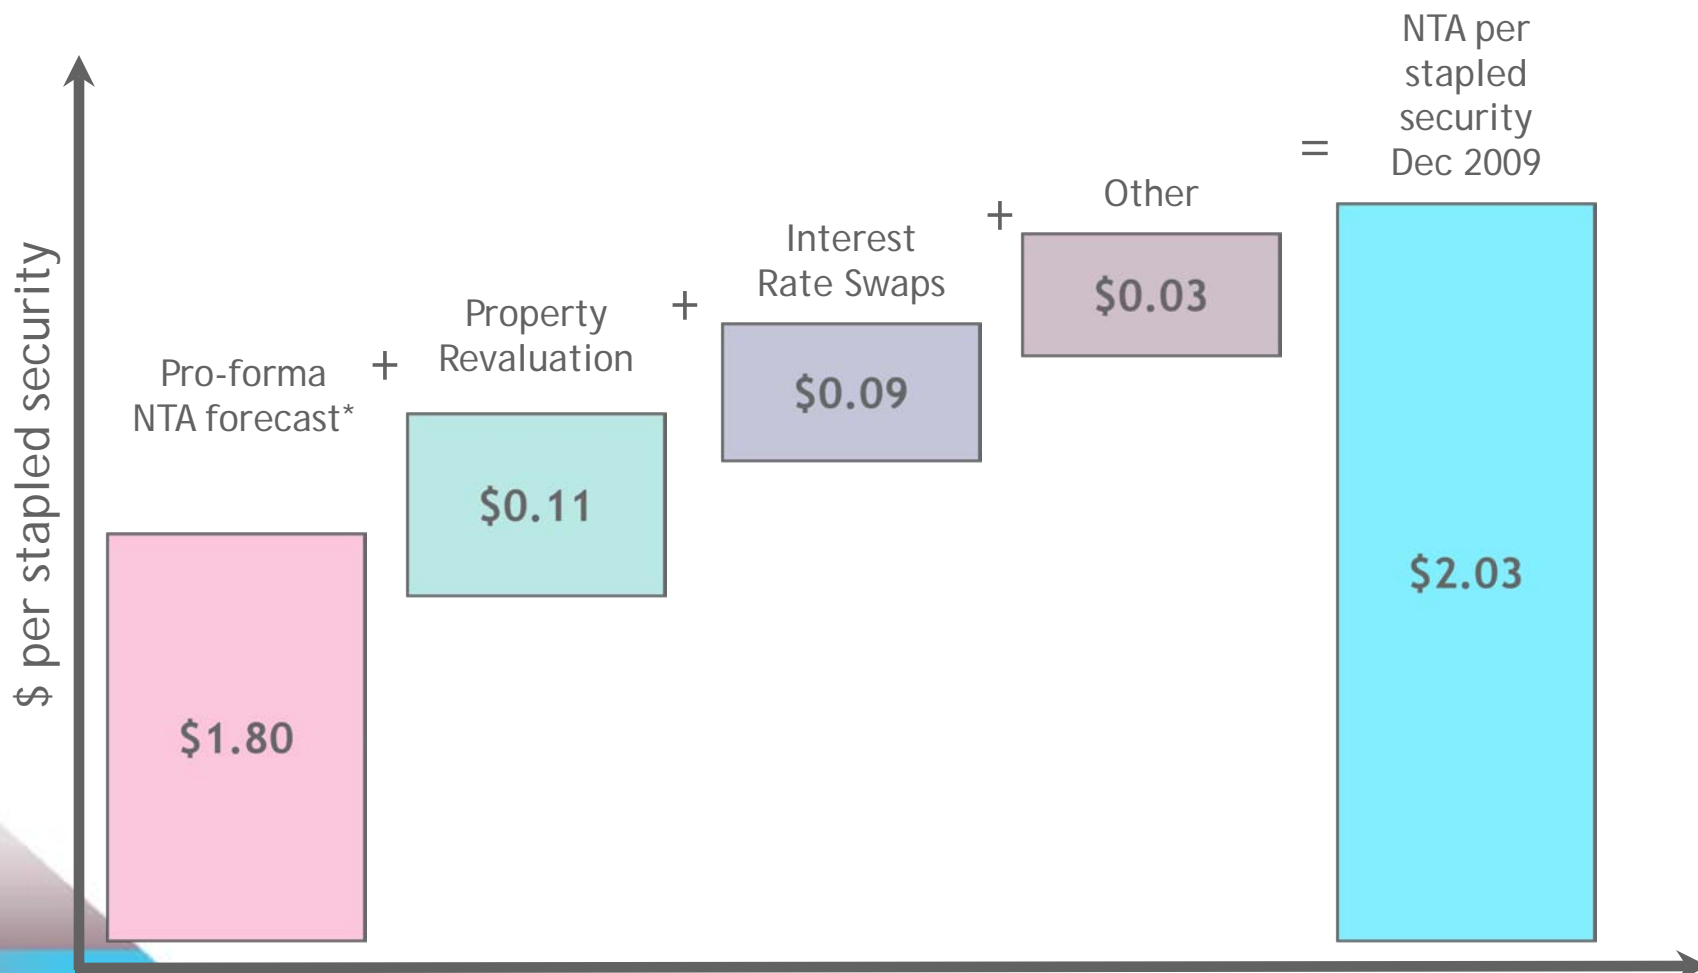 $ per stapled security
Pro-forma
NTA forecast*
$1.80
+
Property
Revaluation
$0.11
+
Interest
Rate Swaps
$0.09
+
Other
$0.03
=
NTA per
stapled
security
Dec 2009
$2.03